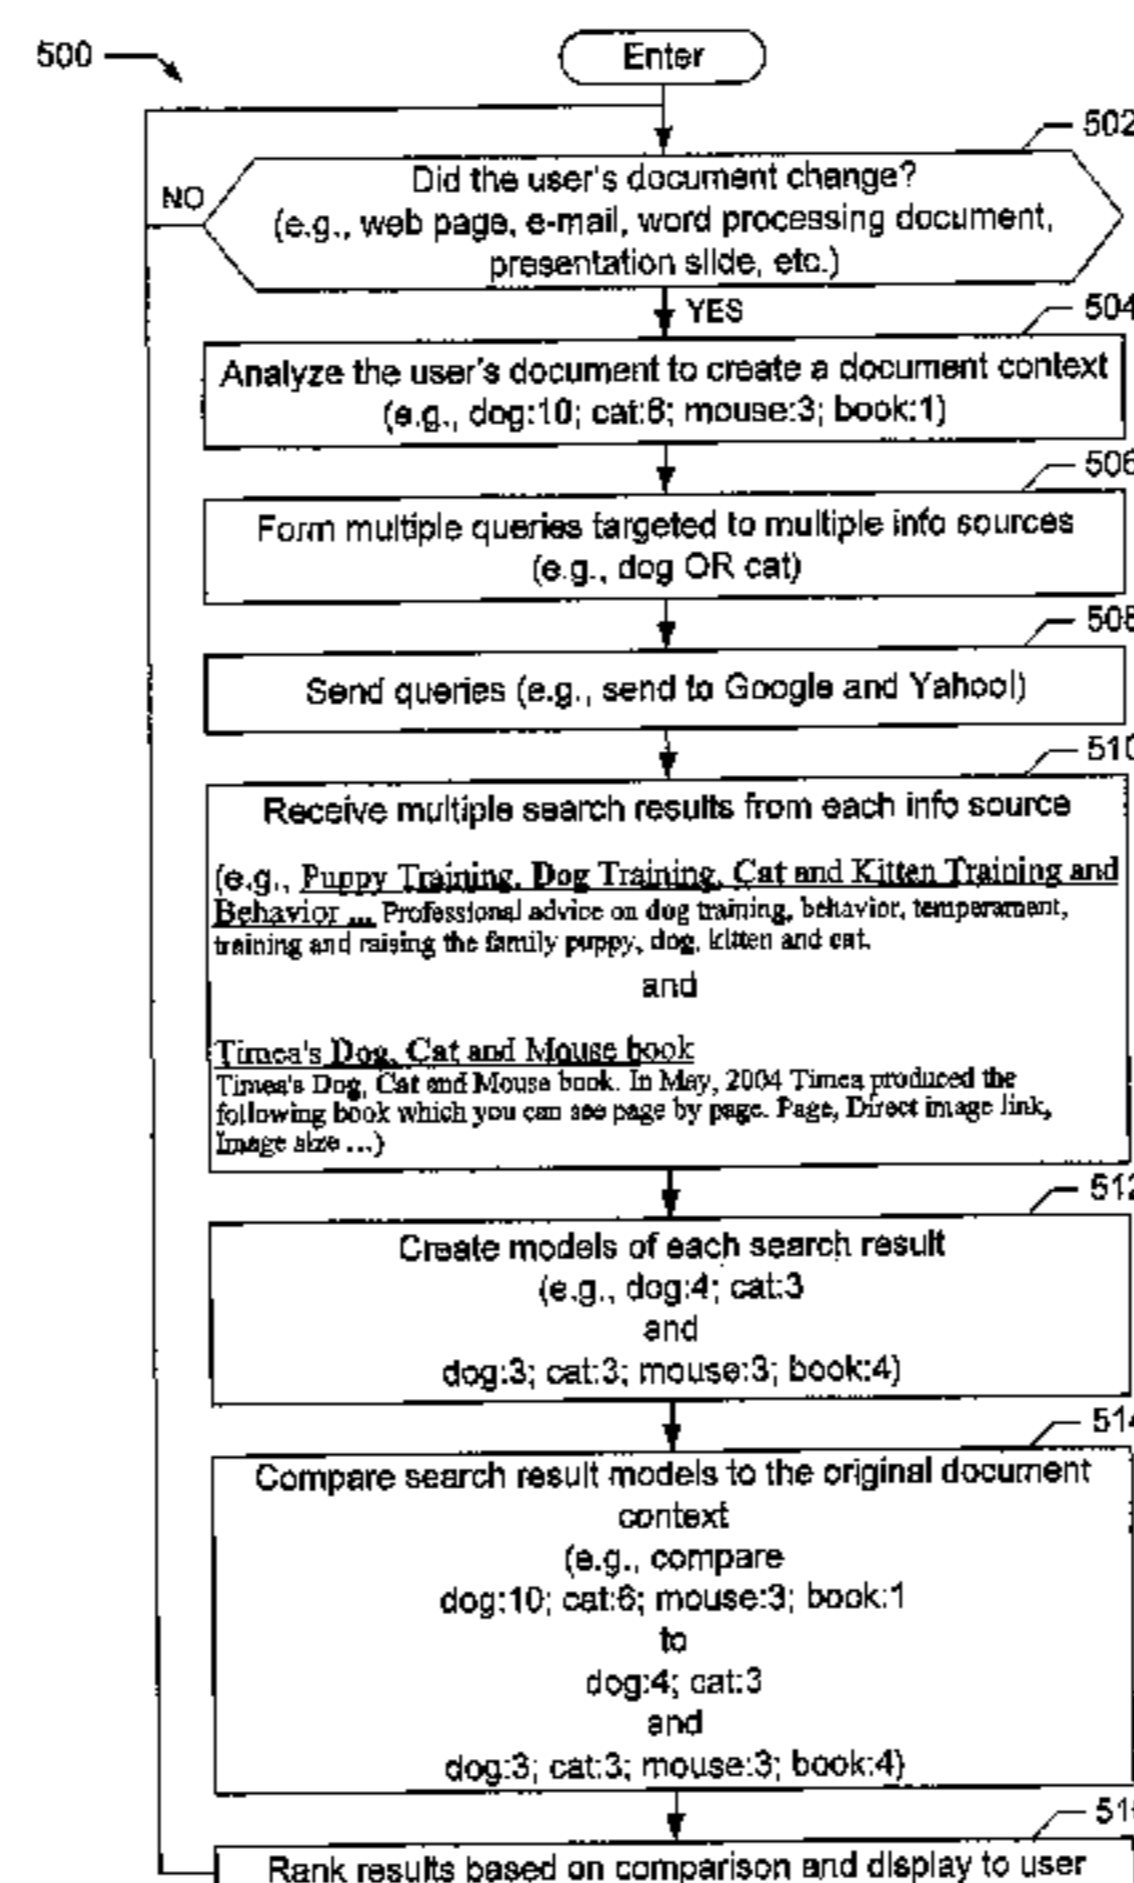 500
Enter
502
Did the user's document change?
NO
(e.g., web page, e-mail, word processing document,
presentation slide, etc.)
YES
504
Analyze the user's document to create a document context
(e.g., dog:10; cat:6; mouse:3; book:1)
506
Form multiple queries targeted to multiple info sources
(e.g., dog OR cat)
508
Send queries (e.g., send to Google and Yahoo!)
510
Receive multiple search results from each info source
(e.g., Puppy Training, Dog Training, Cat and Kitten Training and
Behavior ... Professional advice on dog training, behavior, temperament,
training and raising the family puppy, dog, kitten and cat.
and
Timea's Dog, Cat and Mouse book
Timea's Dog, Cat and Mouse book. In May, 2004 Timea produced the
following book which you can see page by page. Page, Direct image link,
Image size ...)
512
Create models of each search result
(e.g., dog:4; cat:3
and
dog:3; cat:3; mouse:3; book:4)
514
Compare search result models to the original document
context
(e.g., compare
dog:10; cat:6; mouse:3; book:1
to
dog:4; cat:3
and
dog:3; cat:3; mouse:3; book:4)
516
Rank results based on comparison and display to user